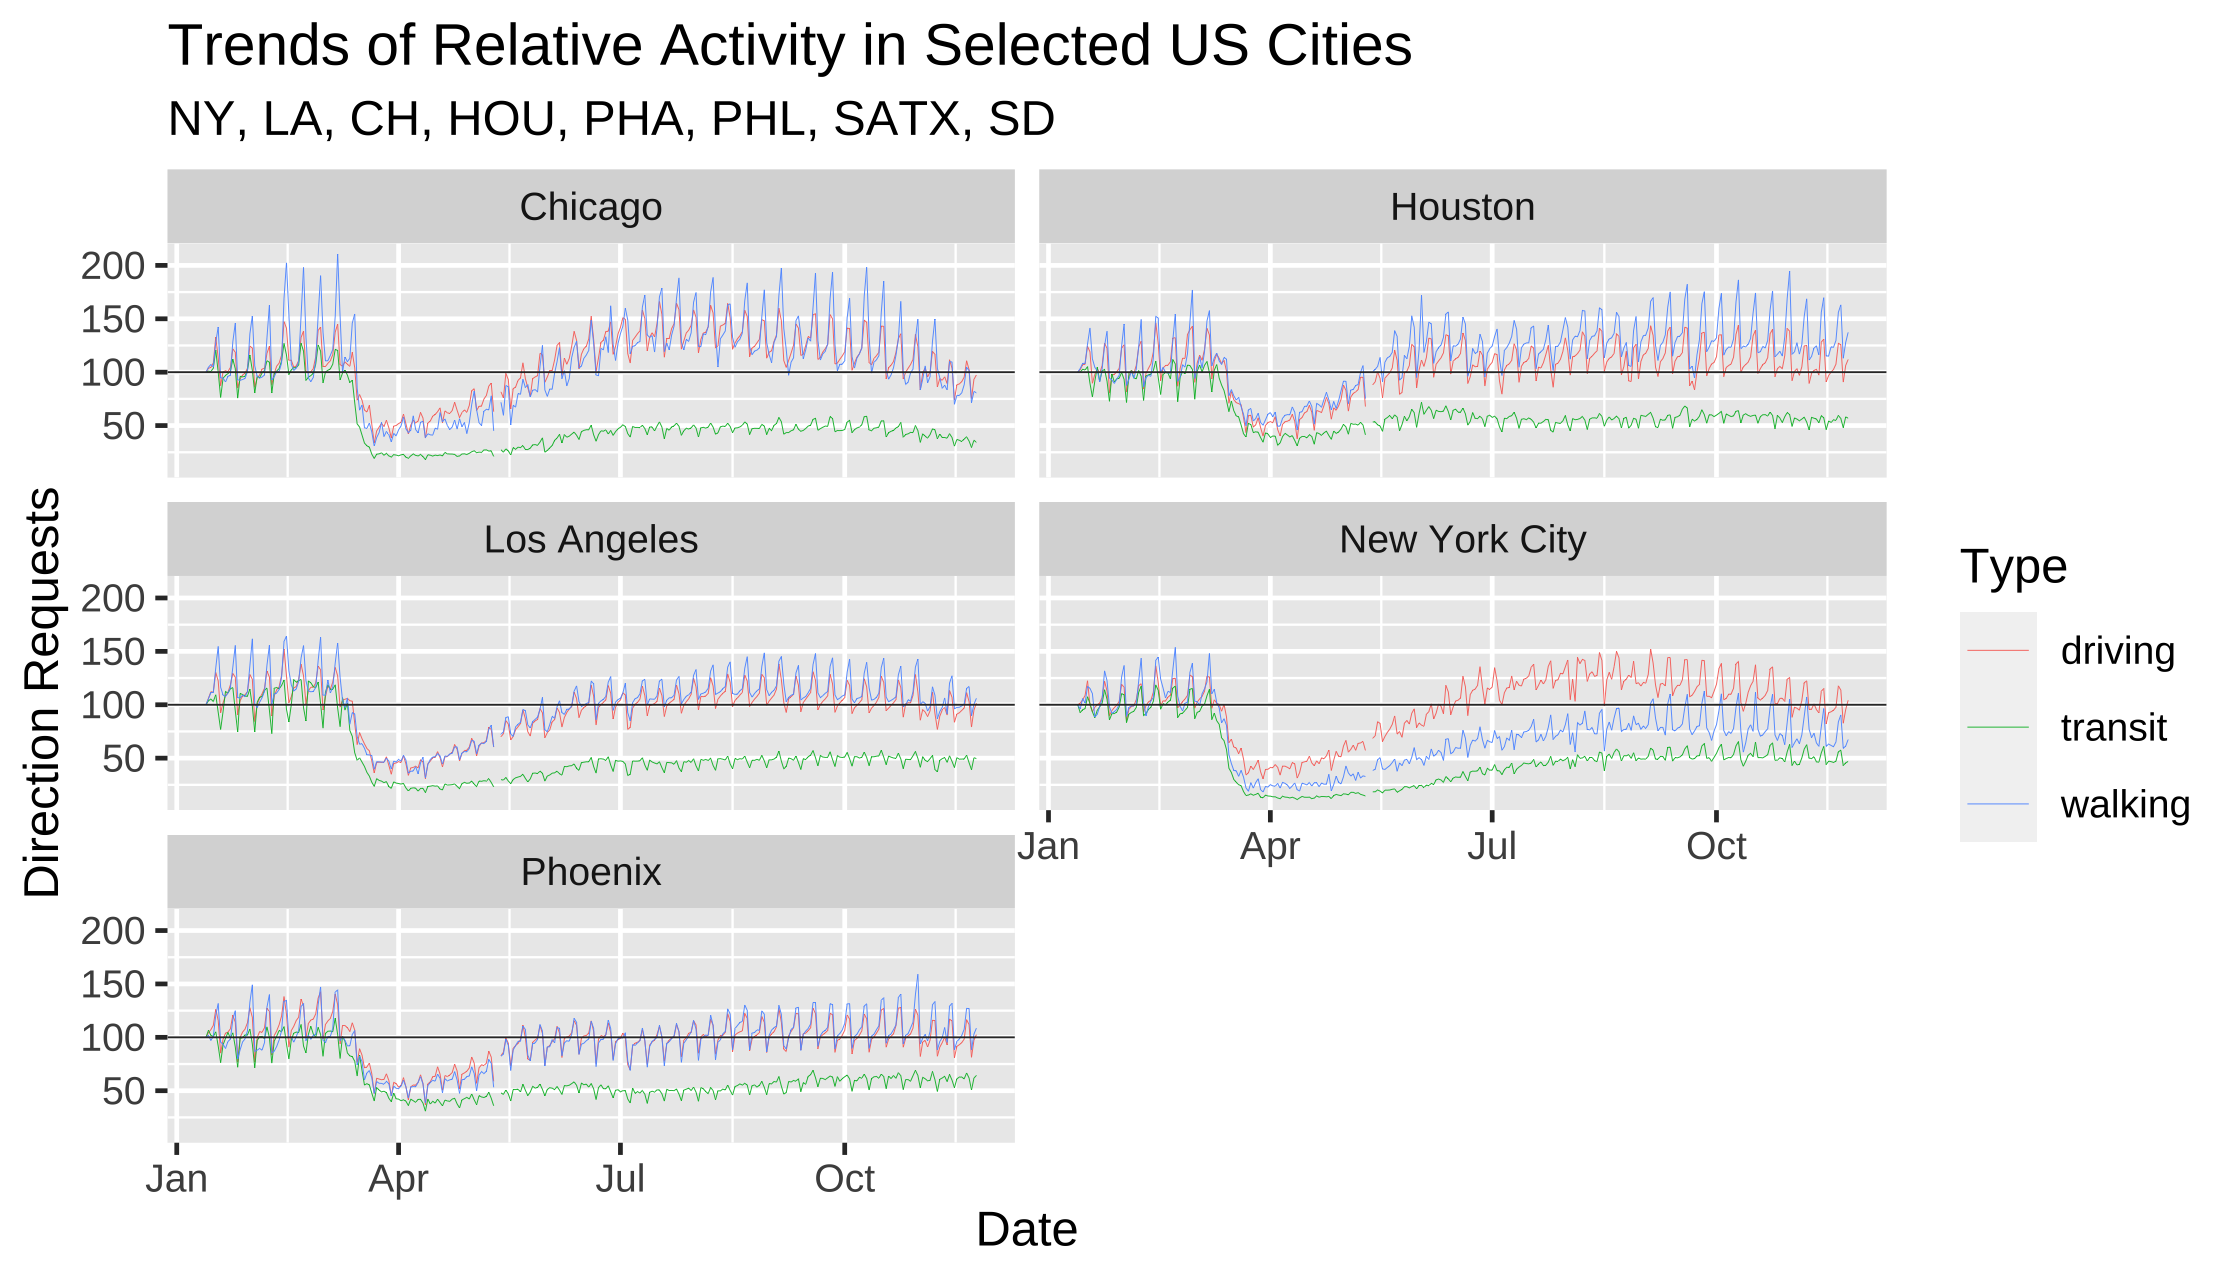 Trends of Relative Activity in Selected US Cities
NY, LA, CH, HOU, PHA, PHL, SATX, SD
Chicago
Houston
200
150
100
50
Los Angeles
New York City
200
150
100
50
Jan Apr Jul Oct
Phoenix
200
150
100
50
Jan Apr Jul Oct
Date
Direction Requests
Type
driving
transit
walking